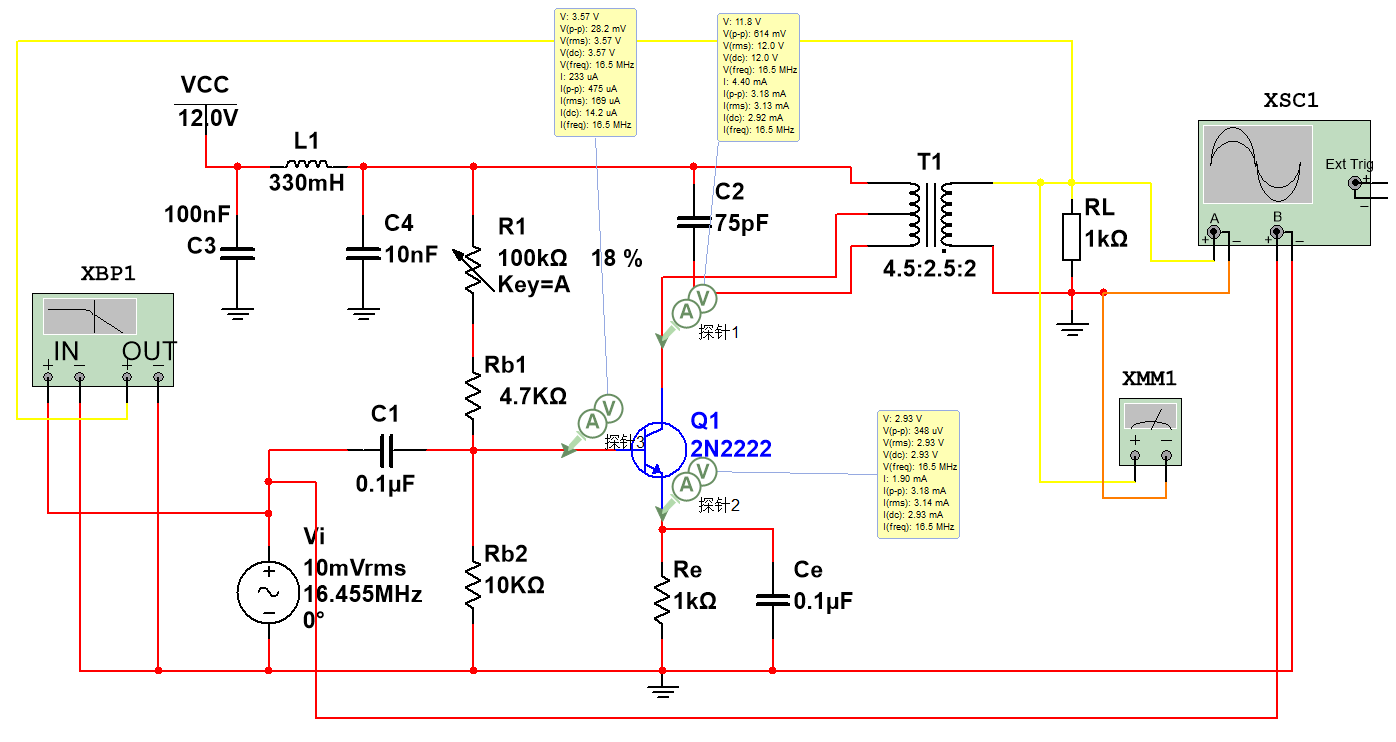 V: 3.57 V
V(p-p): 28.2 mV
V(rms): 3.57 V
V(dc): 3.57 V
V(freq): 16.5 MHz
I: 233 uA
I(p-p): 475 uA
I(rms): 169 uA
I(dc): 14.2 uA
I(freq): 16.5 MHz
V: 11.8 V
V(p-p): 614 mV
V(rms): 12.0 V
V(dc): 12.0 V
V(freq): 16.5 MHz
I: 4.40 mA
I(p-p): 3.18 mA
I(rms): 3.13 mA
I(dc): 2.92 mA
I(freq): 16.5 MHz
VCC
12.0V
L1
330mH
100nF
C3
C4
10nF
R1
100kΩ
Key=A
18 %
C2
75pF
T1
4.5:2.5:2
RL
1kΩ
XSC1
Ext Trig
+
−
A
B
+
−
+
−
XBP1
IN
OUT
+
−
+
−
A
V
探针1
Rb1
4.7KΩ
C1
0.1µF
A
V
探针3
Q1
2N2222
A
V
探针2
V: 2.93 V
V(p-p): 348 uV
V(rms): 2.93 V
V(dc): 2.93 V
V(freq): 16.5 MHz
I: 1.90 mA
I(p-p): 3.18 mA
I(rms): 3.14 mA
I(dc): 2.93 mA
I(freq): 16.5 MHz
XMM1
+
−
Vi
10mVrms
16.455MHz
0°
+
−
Rb2
10KΩ
Re
1kΩ
Ce
0.1µF